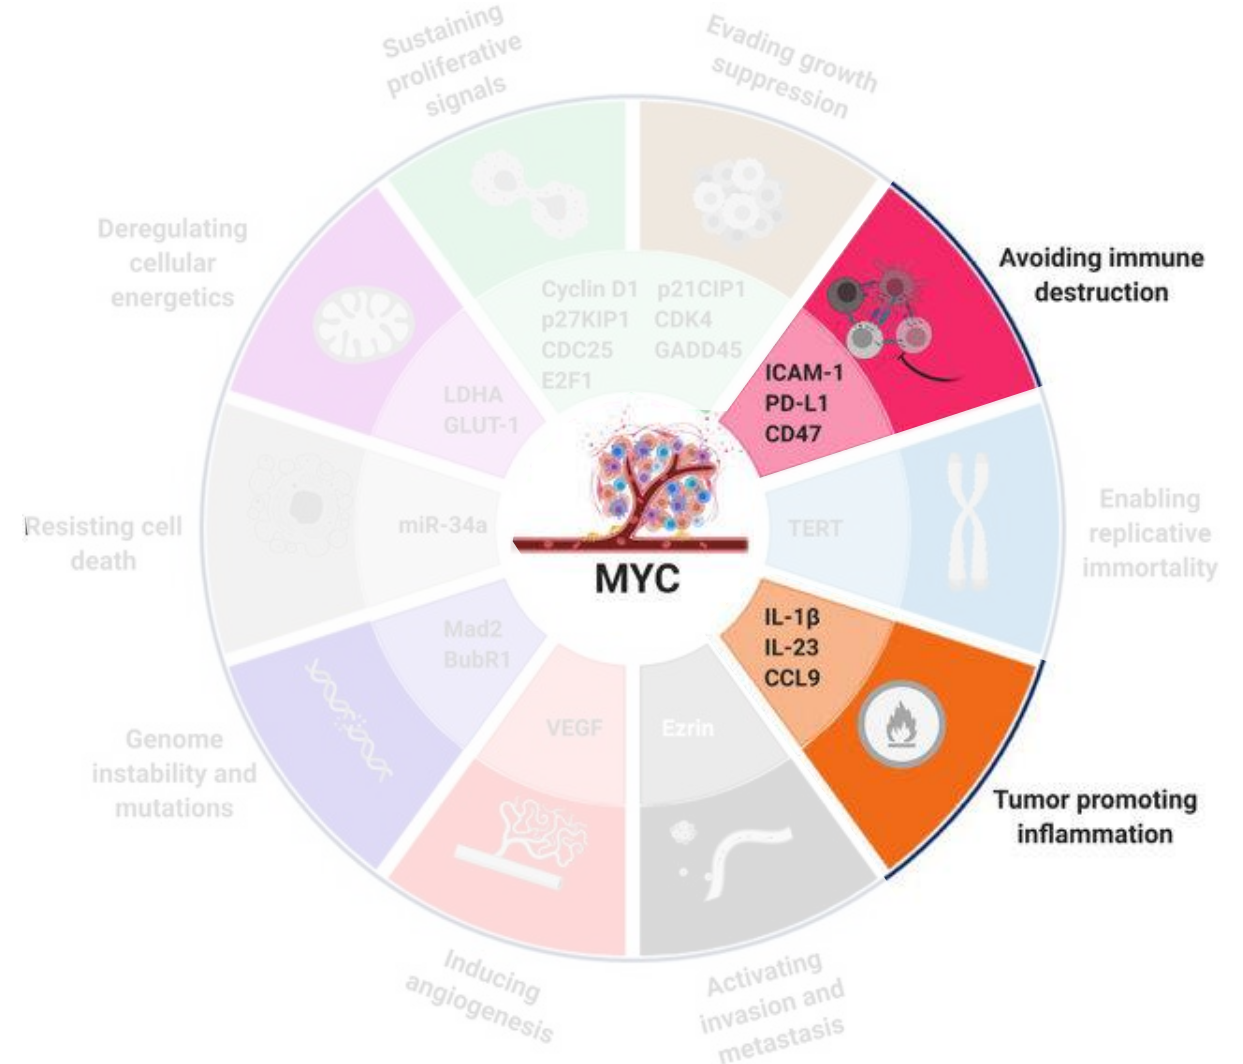 Sustaining
proliferative
signals
Evading growth
suppression
Avoiding immune
destruction
Enabling
replicative
immortality
Tumor promoting
inflammation
Activating
invasion and
metastasis
Inducing
angiogenesis
Genome
instability and
mutations
Resisting cell
death
Deregulating
cellular
energetics
Cyclin D1 p21CIP1
p27KIP1 CDK4
CDC25 GADD45
E2F1
ICAM-1
PD-L1
CD47
TERT
IL-1β
IL-23
CCL9
Ezrin
VEGF
Mad2
BubR1
miR-34a
LDHA
GLUT-1
MYC